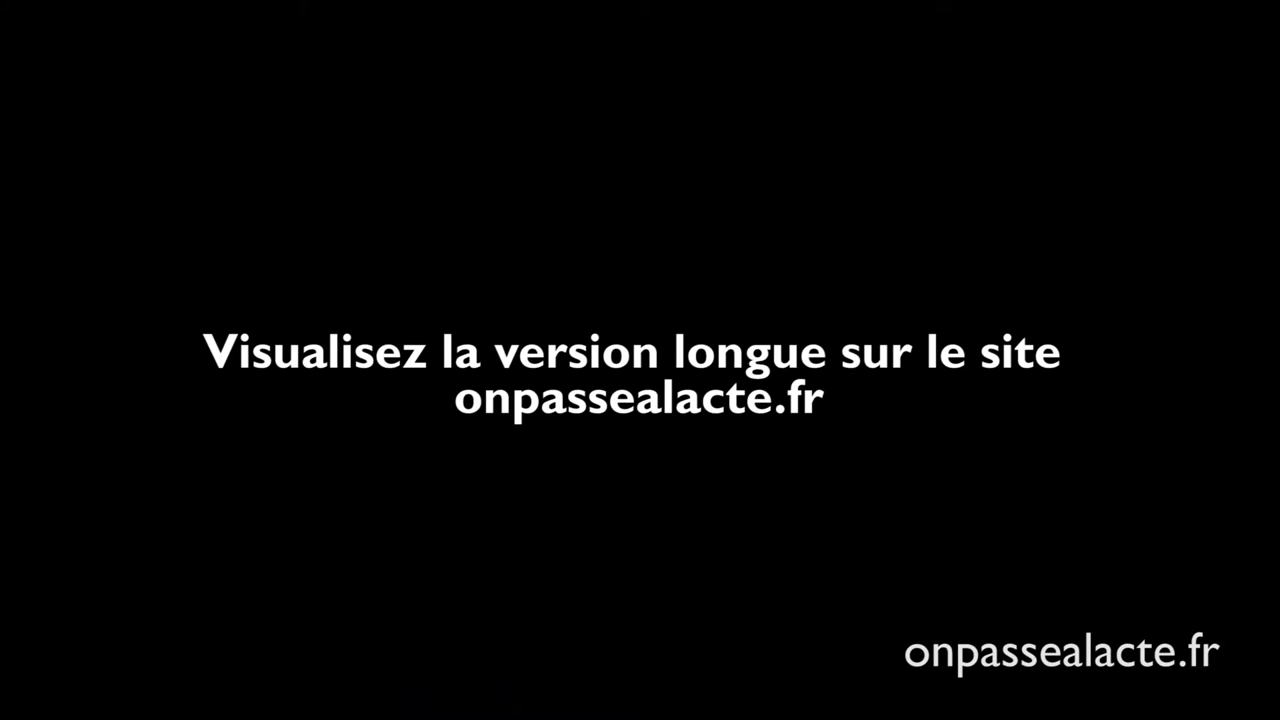 Visualisez la version longue sur le site
onpassealacte.fr
onpassealacte.fr